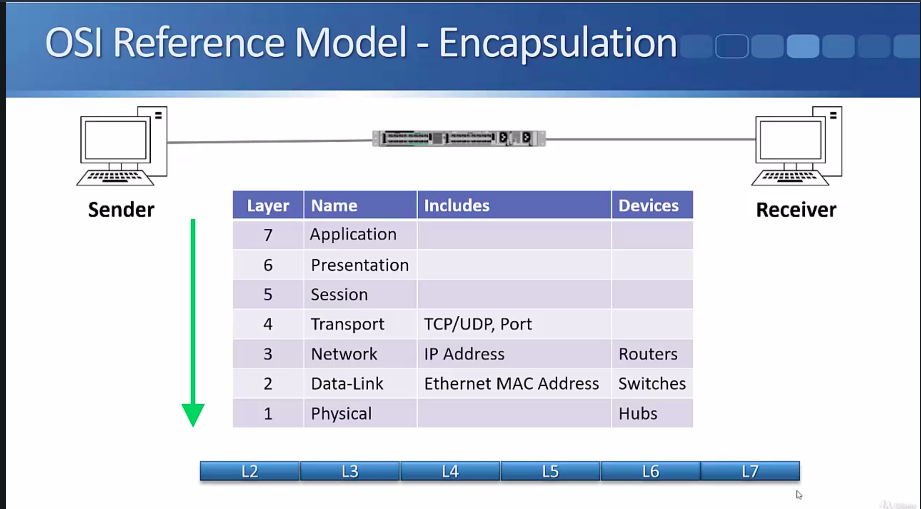 OSI Reference Model - Encapsulation
Sender
Receiver
Layer Name Includes Devices
7 Application
6 Presentation
5 Session
4 Transport TCP/UDP, Port
3 Network IP Address Routers
2 Data-Link Ethernet MAC Address Switches
1 Physical Hubs
L2 L3 L4 L5 L6 L7